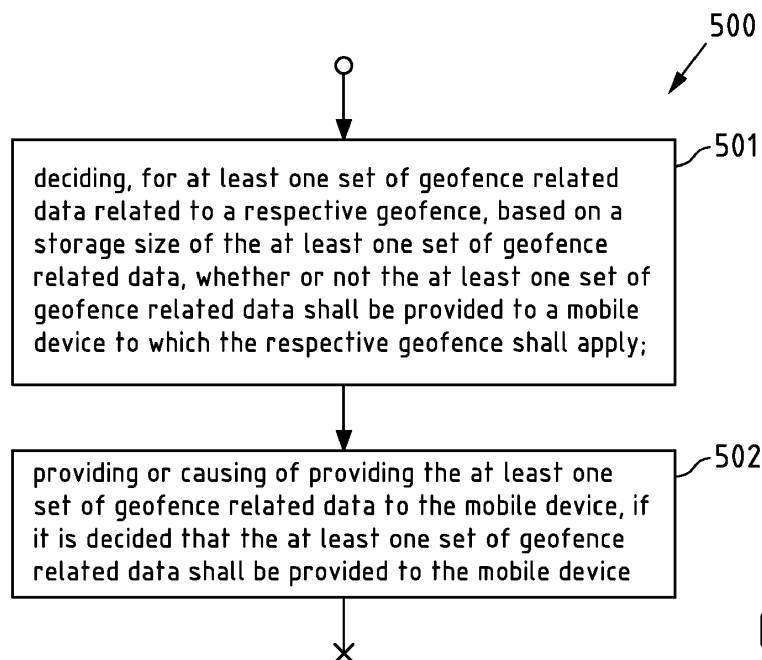 500
501
deciding, for at least one set of geofence related
data related to a respective geofence, based on a
storage size of the at least one set of geofence
related data, whether or not the at least one set of
geofence related data shall be provided to a mobile
device to which the respective geofence shall apply;
502
providing or causing of providing the at least one
set of geofence related data to the mobile device, if
it is decided that the at least one set of geofence
related data shall be provided to the mobile device